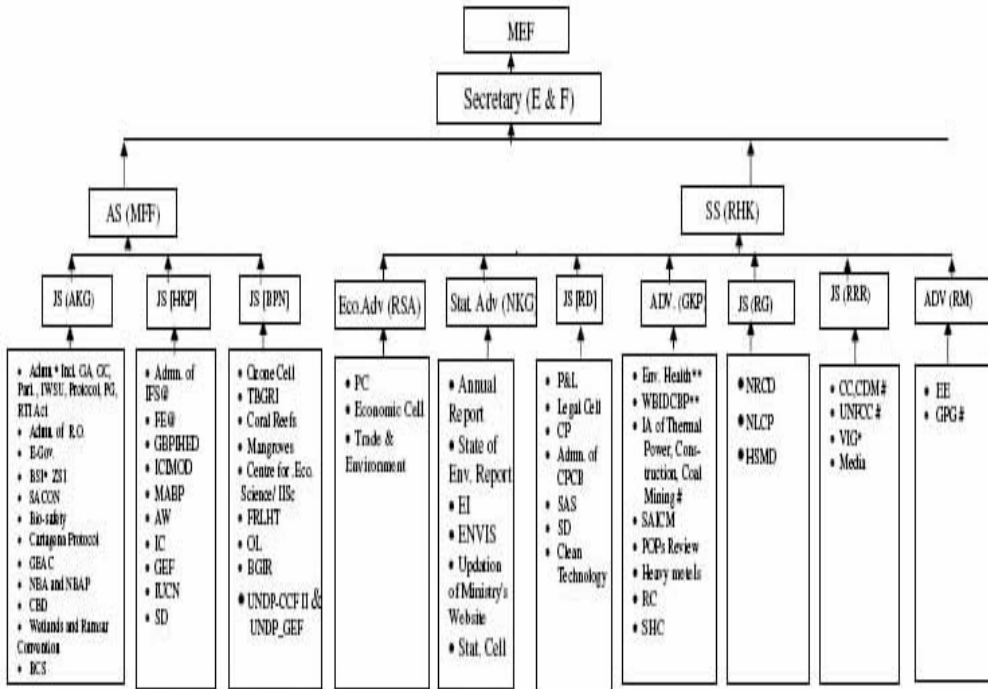 MEF
Secretary (E & F)
AS (MFF)
SS (RHK)
JS (AKG)
JS [HKP]
JS [BPN]
Eco.Adv (RSA)
Stat. Adv (NKG)
JS [RD]
ADV. (GKP)
JS (RG)
JS (RRR)
ADV (RM)
• Admn.* Incl. GA, GC,
Parl., IWSU, Protocol, PG,
RTI Act
• Admn. of R.O.
• E-Gov.
• BSI* ZSI
• SACON
• Bio-safety
• Cartagena Protocol
• GEAC
• NBA and NBAP
• CBD
• Wetlands and Ramsar
Convention
• BCS
• Admn. of
IFS@
• FE@
• GBPIHED
• ICIMOD
• MABP
• AW
• IC
• GEF
• IUCN
• SD
• Ozone Cell
• TBGRI
• Coral Reefs
• Mangroves
• Centre for .Eco.
Science/ IISc
• FRLHT
• OL
• BGIR
• UNDP-CCF II &
UNDP_GEF
• PC
• Economic Cell
• Trade &
Environment
• Annual
Report
• State of
Env. Report
• EI
• ENVIS
• Updation
of Ministry's
Website
• Stat. Cell
• P&L
• Legal Cell
• CP
• Admn. of
CPCB
• SAS
• SD
• Clean
Technology
• Env. Health**
• WBIDCBP**
• IA of Thermal
Power, Cons-
truction, Coal
Mining #
• SAICM
• POPs Review
• Heavy metels
• RC
• SHC
• NRCD
• NLCP
• HSMD
• CC,CDM #
• UNFCC #
• VIG*
• Media
• EE
• GPG #